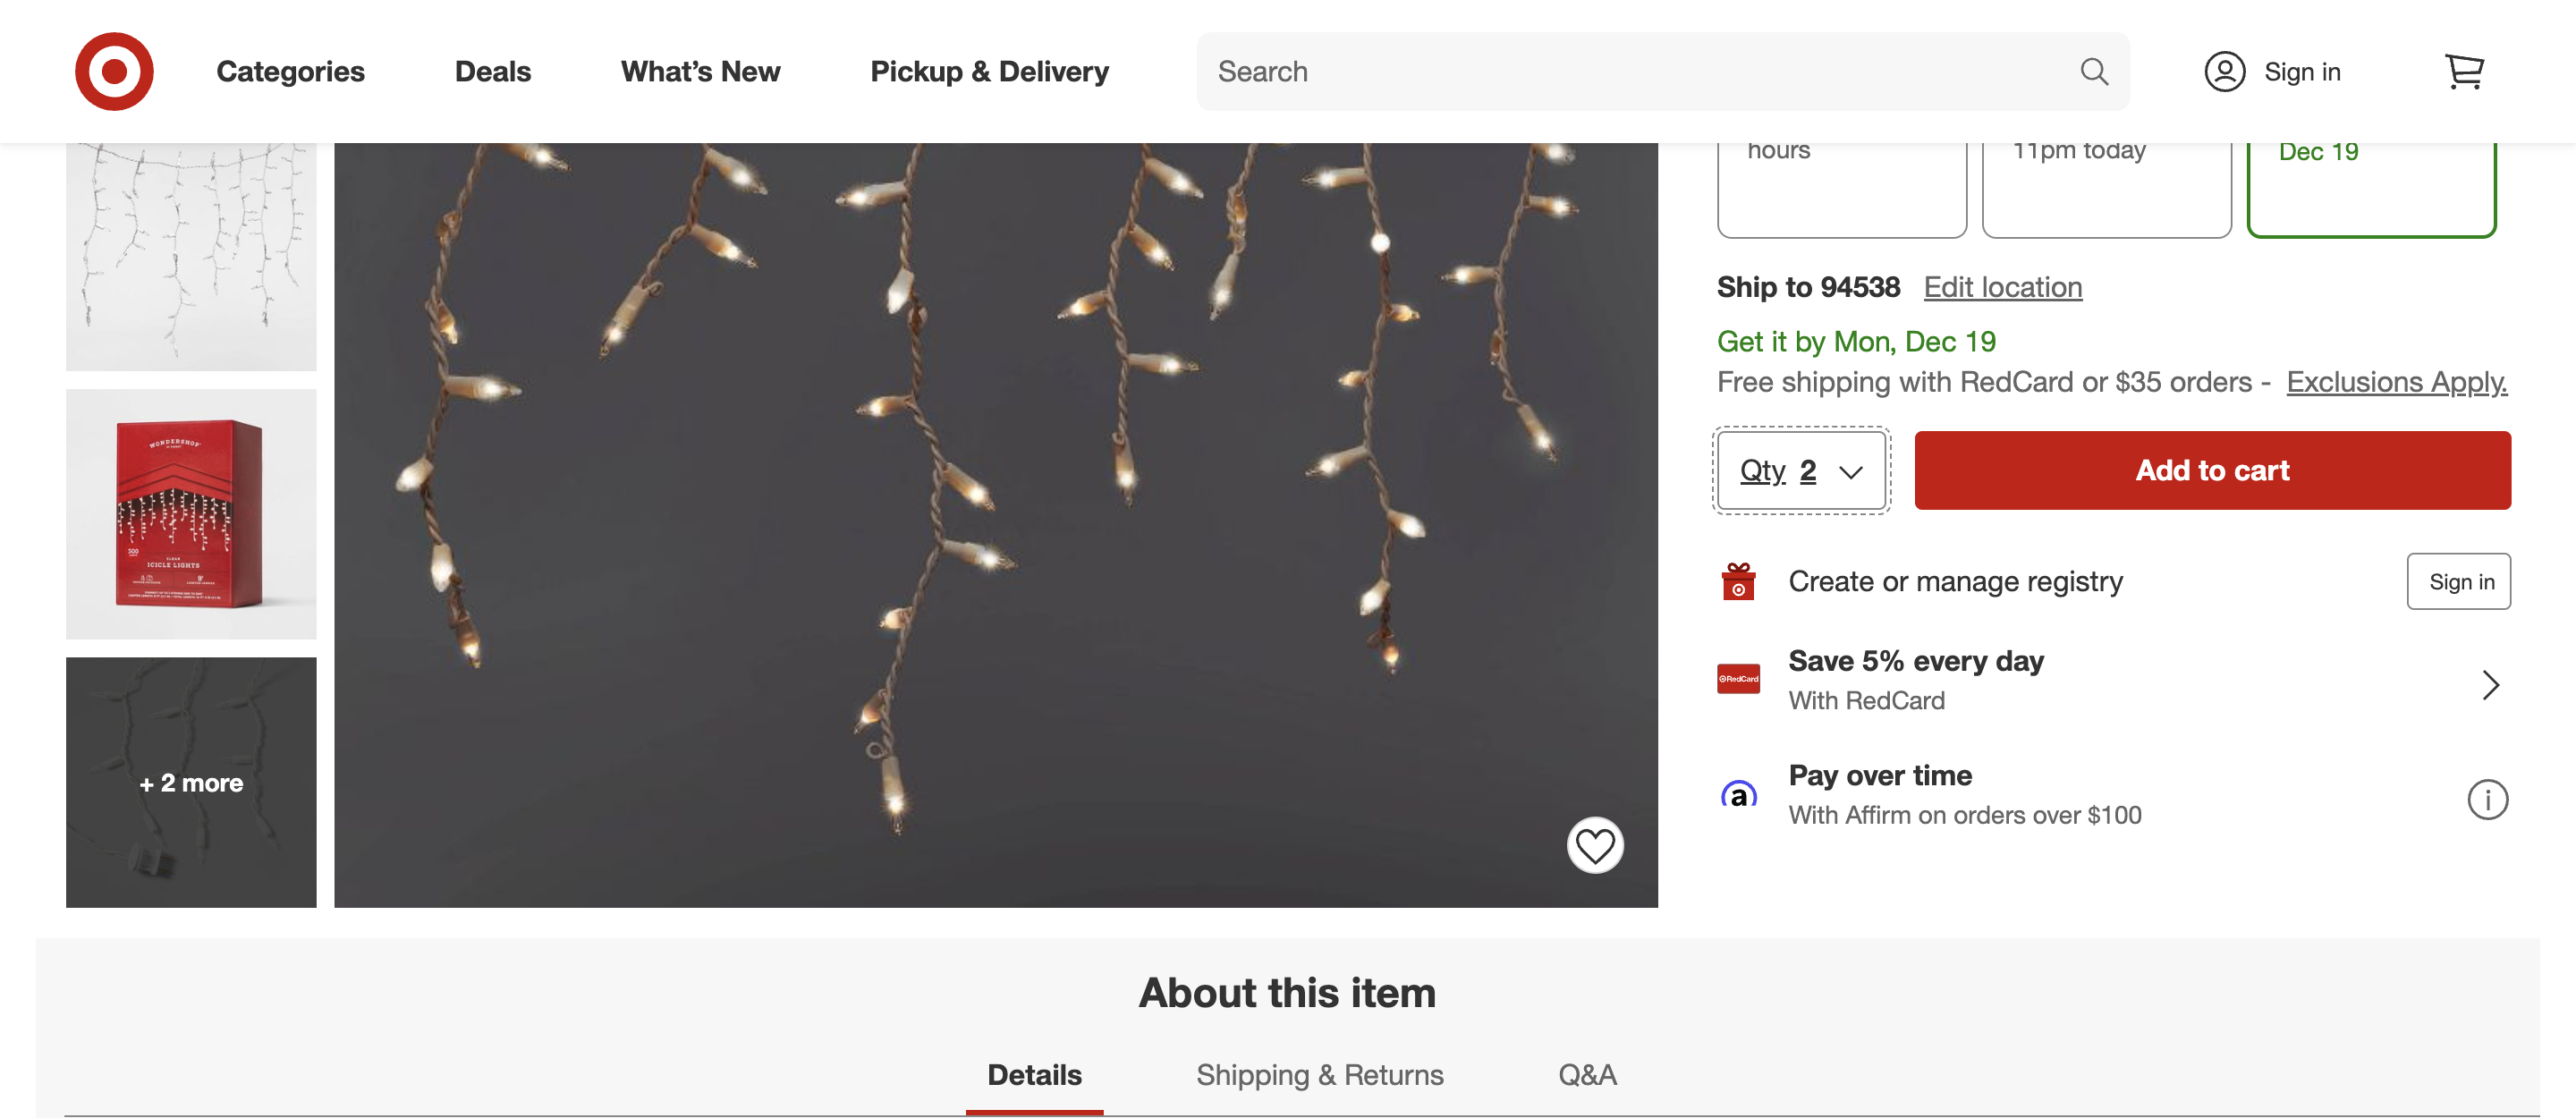 Categories
Deals
What's New
Pickup & Delivery
Search
Sign in
hours
11pm today
Dec 19
Ship to 94538 Edit location
Get it by Mon, Dec 19
Free shipping with RedCard or $35 orders - Exclusions Apply.
Qty 2
Add to cart
WONDERSHOP
300
CLEAR
ICICLE LIGHTS
Create or manage registry
Sign in
RedCard
Save 5% every day
With RedCard
+ 2 more
a
Pay over time
With Affirm on orders over $100
About this item
Details
Shipping & Returns
Q&A